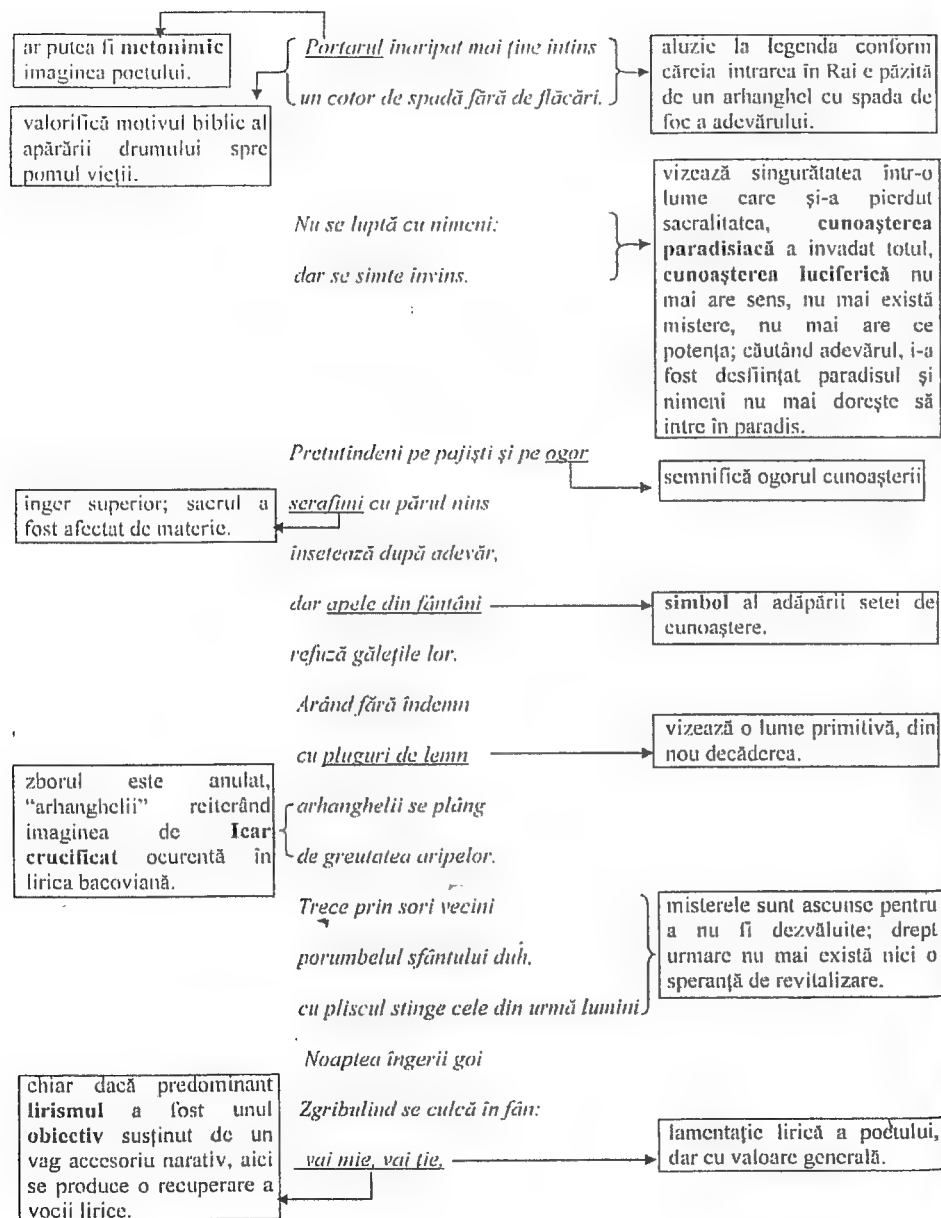 ar putea fi metonimic
imaginea poetului.
valorifică motivul biblic al
apărării drumului spre
pomul vieții.
Portarul înaripat mai ține întins
un cotor de spadă fără de flăcări.
aluzie la legenda conform
căreia intrarea în Rai e păzită
de un arhanghel cu spada de
foc a adevărului.
Nu se luptă cu nimeni:
dar se simte învins.
vizează singurătatea într-o
lume care și-a pierdut
sacralitatea, cunoașterea
paradisiacă a invadat totul,
cunoașterea luciferică nu
mai are sens, nu mai există
mistere, nu mai are ce
potența; căutând adevărul, i-a
fost desființat paradisul și
nimeni nu mai dorește să
intre în paradis.
Pretutindeni pe pajiști și pe ogor
semnifică ogorul cunoașterii
inger superior; sacrul a
fost afectat de materie.
serafimi cu părul nins
însetează după adevăr,
dar apele din fântâni
simbol al adăpării setei de
cunoaștere.
refuză gălețile lor.
Arând fără îndemn
cu pluguri de lemn
vizează o lume primitivă, din
nou decăderea.
zborul este anulat,
"arhanghelii" reiterând
imaginea de Icar
crucificat ocurentă în
lirica bacoviană.
arhanghelii se plâng
de greutatea aripelor.
Trece prin sori vecini
porumbelul sfântului duh,
cu pliscul stinge cele din urmă lumini
misterele sunt ascunse pentru
a nu fi dezvăluite; drept
urmare nu mai există nici o
speranță de revitalizare.
Noaptea îngerii goi
Zgribulind se culcă în fân:
vai mie, vai ție,
chiar dacă predominant
lirismul a fost unul
obiectiv susținut de un
vag accesoriu narativ, aici
se produce o recuperare a
vocii lirice.
lamentație lirică a poetului,
dar cu valoare generală.